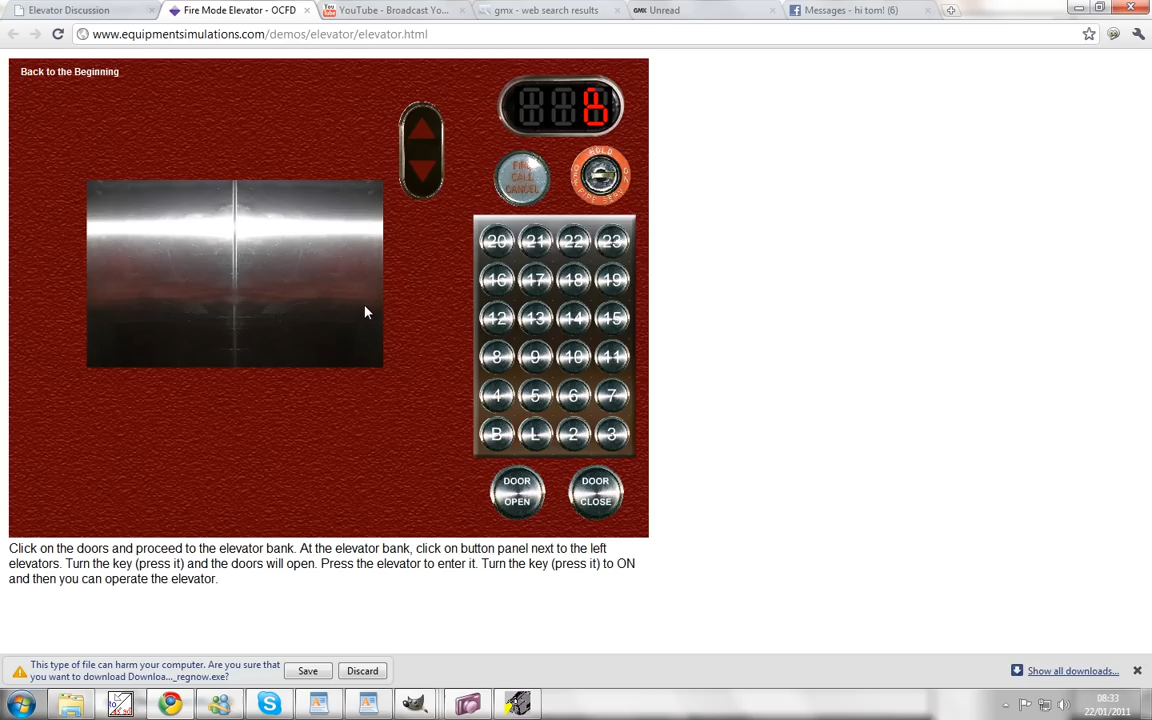 Elevator Discussion
Fire Mode Elevator - OCFD
YouTube - Broadcast Yo...
gmx - web search results
GMX Unread
Messages - hi tom! (6)
www.equipmentsimulations.com/demos/elevator/elevator.html
Back to the Beginning
b
FIRE CALL CANCEL
HOLD
ON
FIRE SERV
20 21 22 23
16 17 18 19
12 13 14 15
8 9 10 11
4 5 6 7
B L 2 3
DOOR OPEN
DOOR CLOSE
Click on the doors and proceed to the elevator bank. At the elevator bank, click on button panel next to the left
elevators. Turn the key (press it) and the doors will open. Press the elevator to enter it. Turn the key (press it) to ON
and then you can operate the elevator.
This type of file can harm your computer. Are you sure that
you want to download Downloa..._regnow.exe?
Save
Discard
Show all downloads...
08:33
22/01/2011